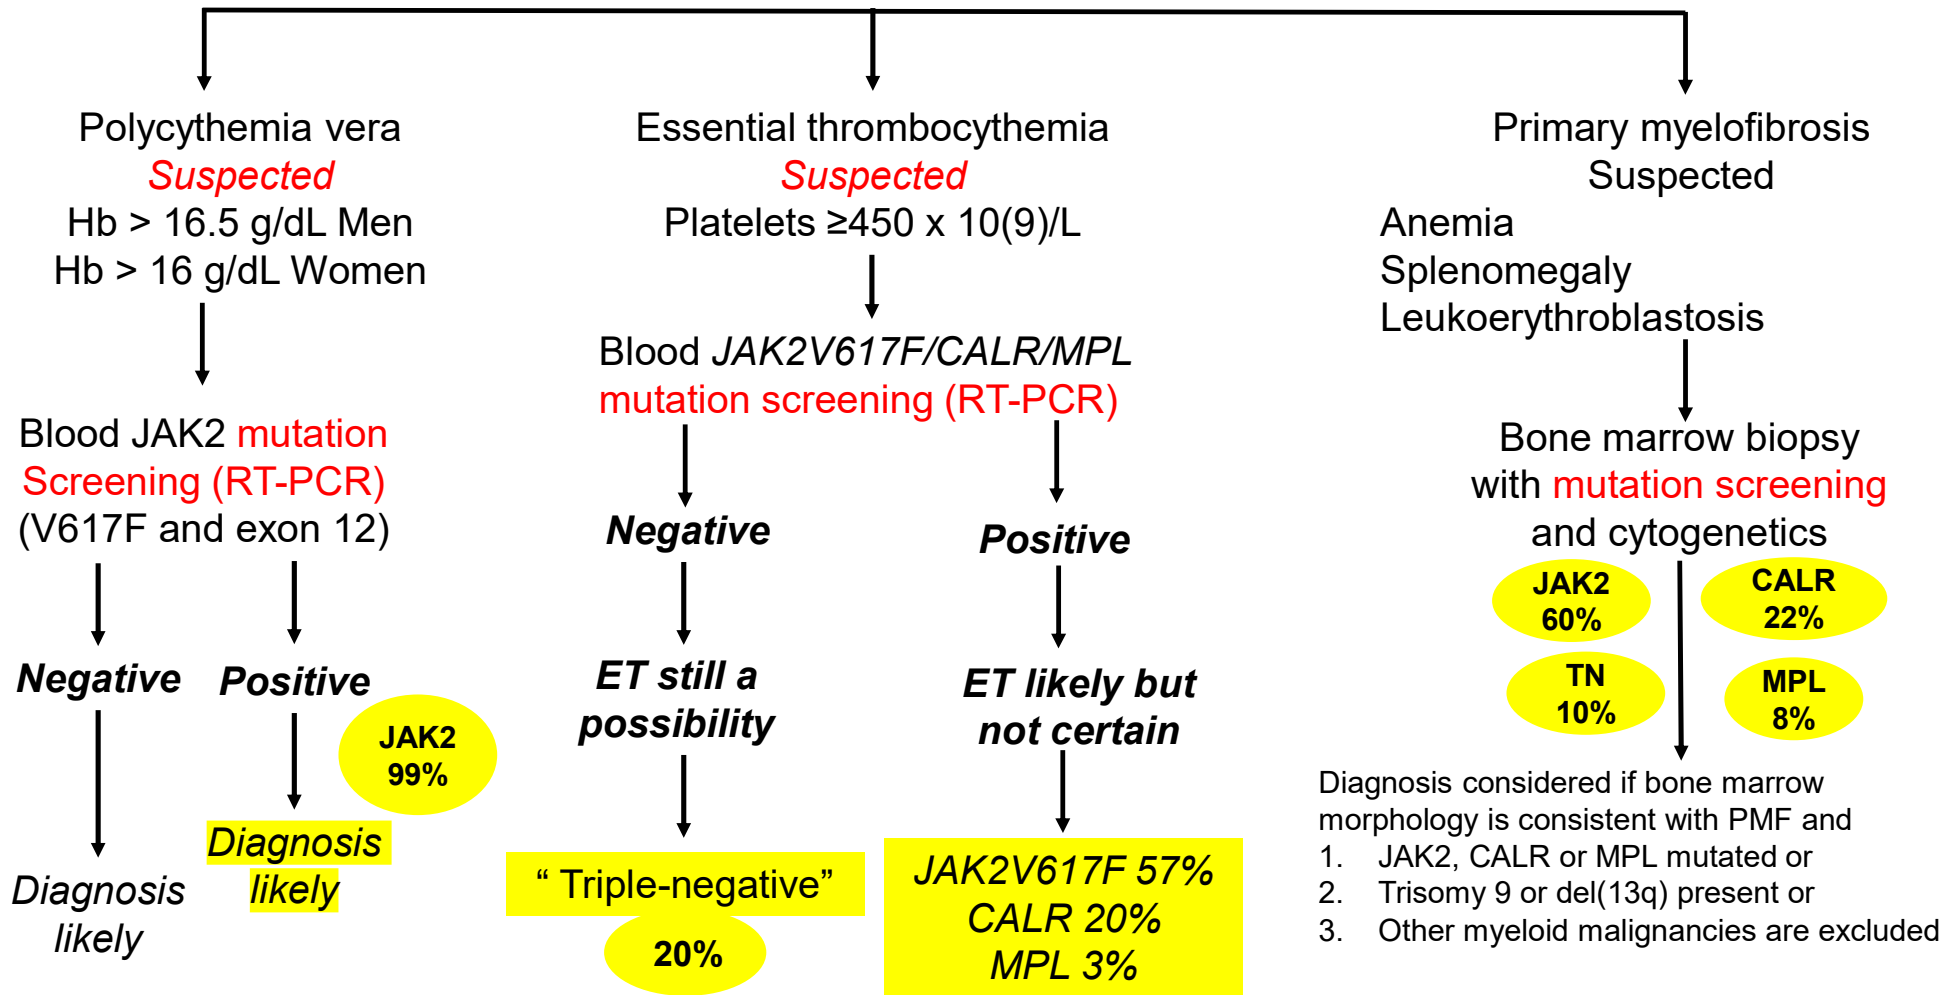 Polycythemia vera
Suspected
Hb > 16.5 g/dL Men
Hb > 16 g/dL Women
Blood JAK2 mutation
Screening (RT-PCR)
(V617F and exon 12)
Negative
Positive
JAK2
99%
Diagnosis
likely
Diagnosis
likely
Essential thrombocythemia
Suspected
Platelets ≥450 x 10(9)/L
Blood JAK2V617F/CALR/MPL
mutation screening (RT-PCR)
Negative
Positive
ET still a
possibility
ET likely but
not certain
“ Triple-negative”
20%
JAK2V617F 57%
CALR 20%
MPL 3%
Primary myelofibrosis
Suspected
Anemia
Splenomegaly
Leukoerythroblastosis
Bone marrow biopsy
with mutation screening
and cytogenetics
JAK2
60%
CALR
22%
TN
10%
MPL
8%
Diagnosis considered if bone marrow
morphology is consistent with PMF and
1. JAK2, CALR or MPL mutated or
2. Trisomy 9 or del(13q) present or
3. Other myeloid malignancies are excluded